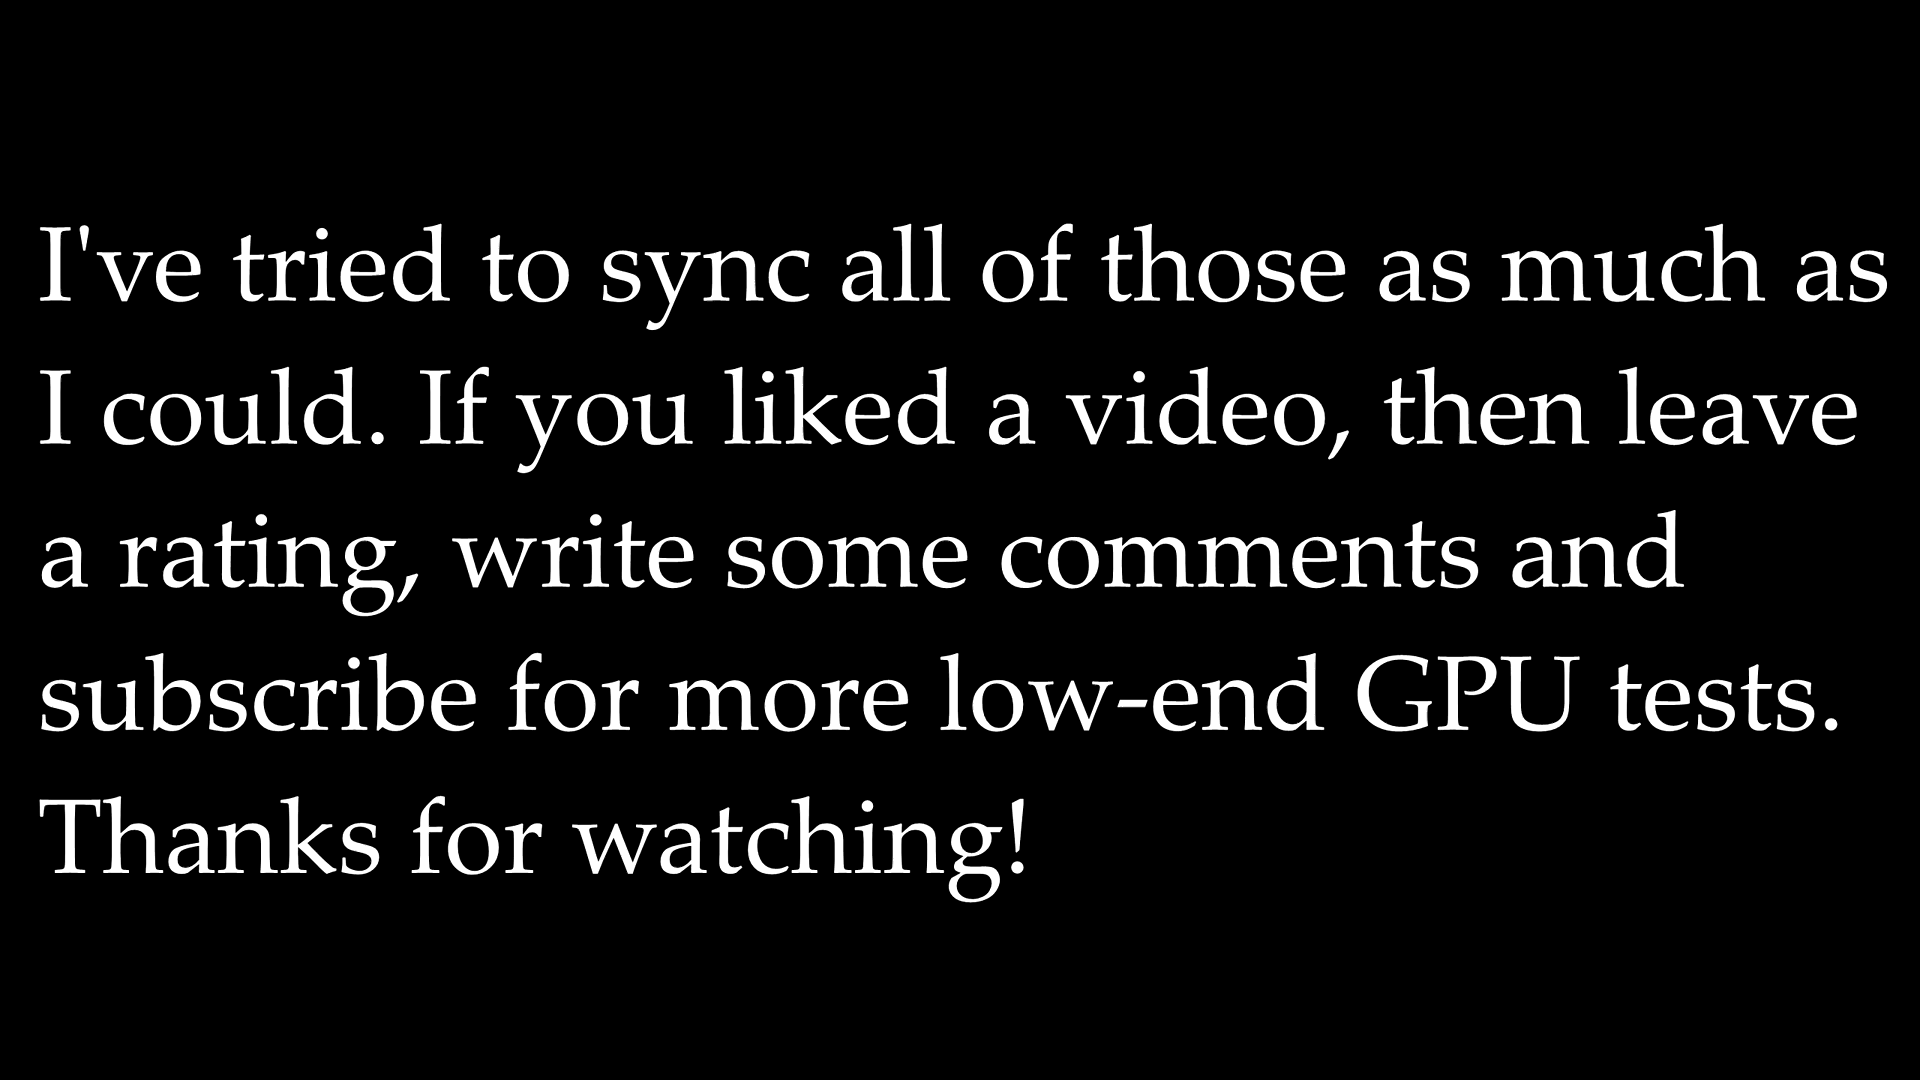 I've tried to sync all of those as much as
I could. If you liked a video, then leave
a rating, write some comments and
subscribe for more low-end GPU tests.
Thanks for watching!